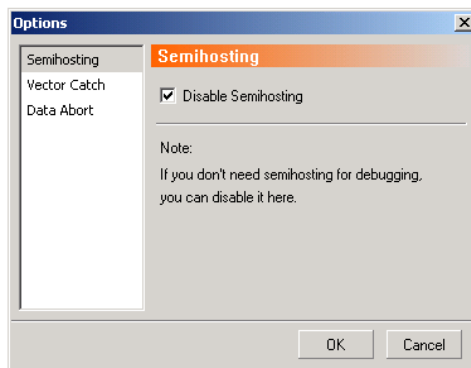 Options
Semihosting
Vector Catch
Data Abort
Semihosting
Disable Semihosting
Note:
If you don't need semihosting for debugging,
you can disable it here.
OK
Cancel